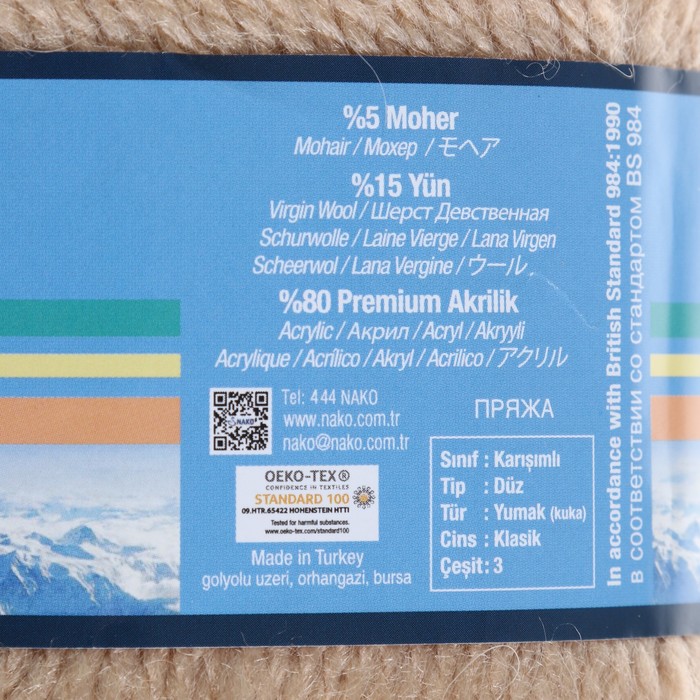 %5 Moher
Mohair / Мохер / モヘア
%15 Yün
Virgin Wool / Шерст Девственная
Schurwolle / Laine Vierge / Lana Virgen
Scheerwol / Lana Vergine / ウール
%80 Premium Akrilik
Acrylic / Акрил / Acryl / Akryyli
Acrylique / Acrílico / Akryl / Acrilico / アクリル
NAKO
Tel: 444 NAKO
www.nako.com.tr
nako@nako.com.tr
OEKO-TEX®
CONFIDENCE IN TEXTILES
STANDARD 100
09.HTR.65422 HOHENSTEIN HTTI
Tested for harmful substances.
www.oeko-tex.com/standard100
Made in Turkey
golyolu uzeri, orhangazi, bursa
ПРЯЖА
Sınıf : Karışımlı
Tip : Düz
Tür : Yumak (kuka)
Cins : Klasik
Çeşit : 3
In accordance with British Standard 984:1990
в соответствии со стандартом BS 984